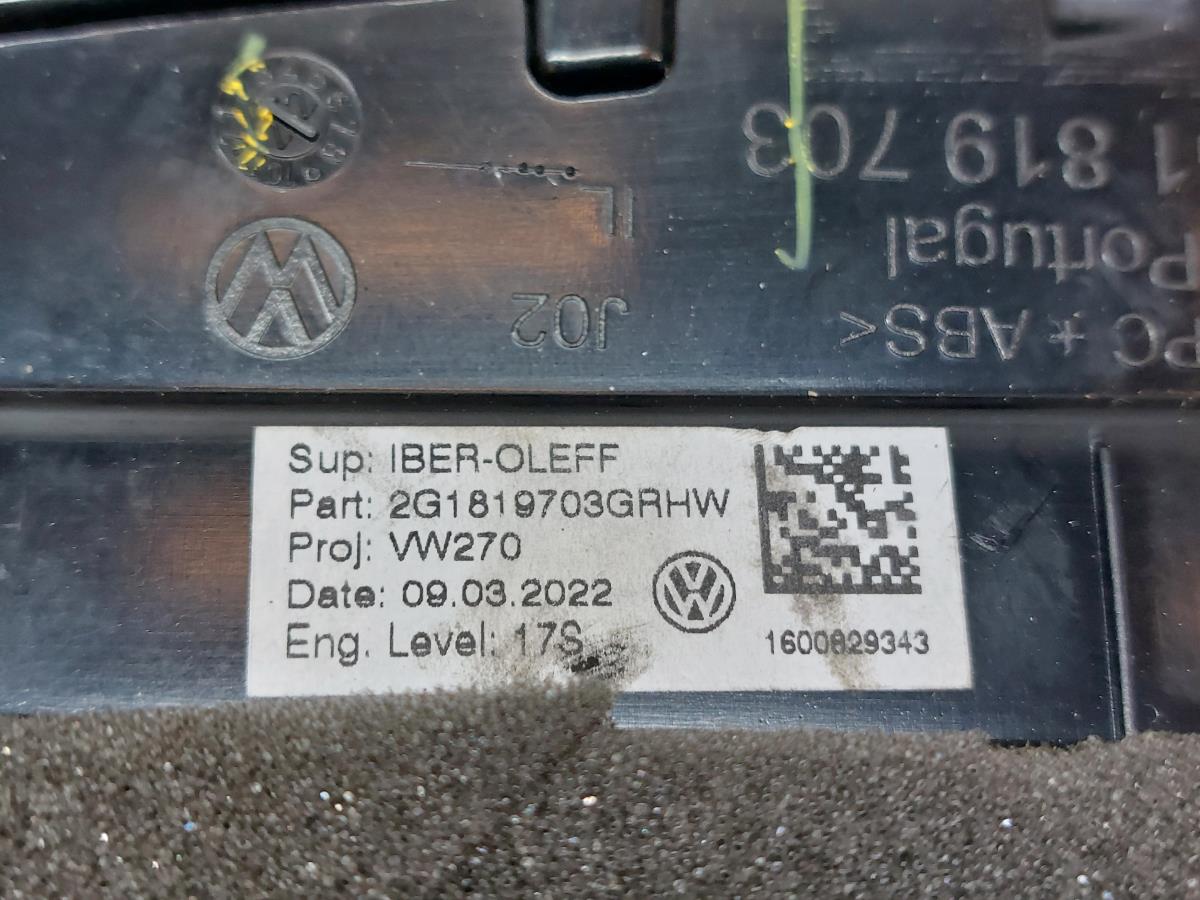 11 819 703
Portugal
PC + ABS<
L
J02
Sup: IBER-OLEFF
Part: 2G1819703GRHW
Proj: VW270
Date: 09.03.2022
Eng. Level: 17S
1600829343